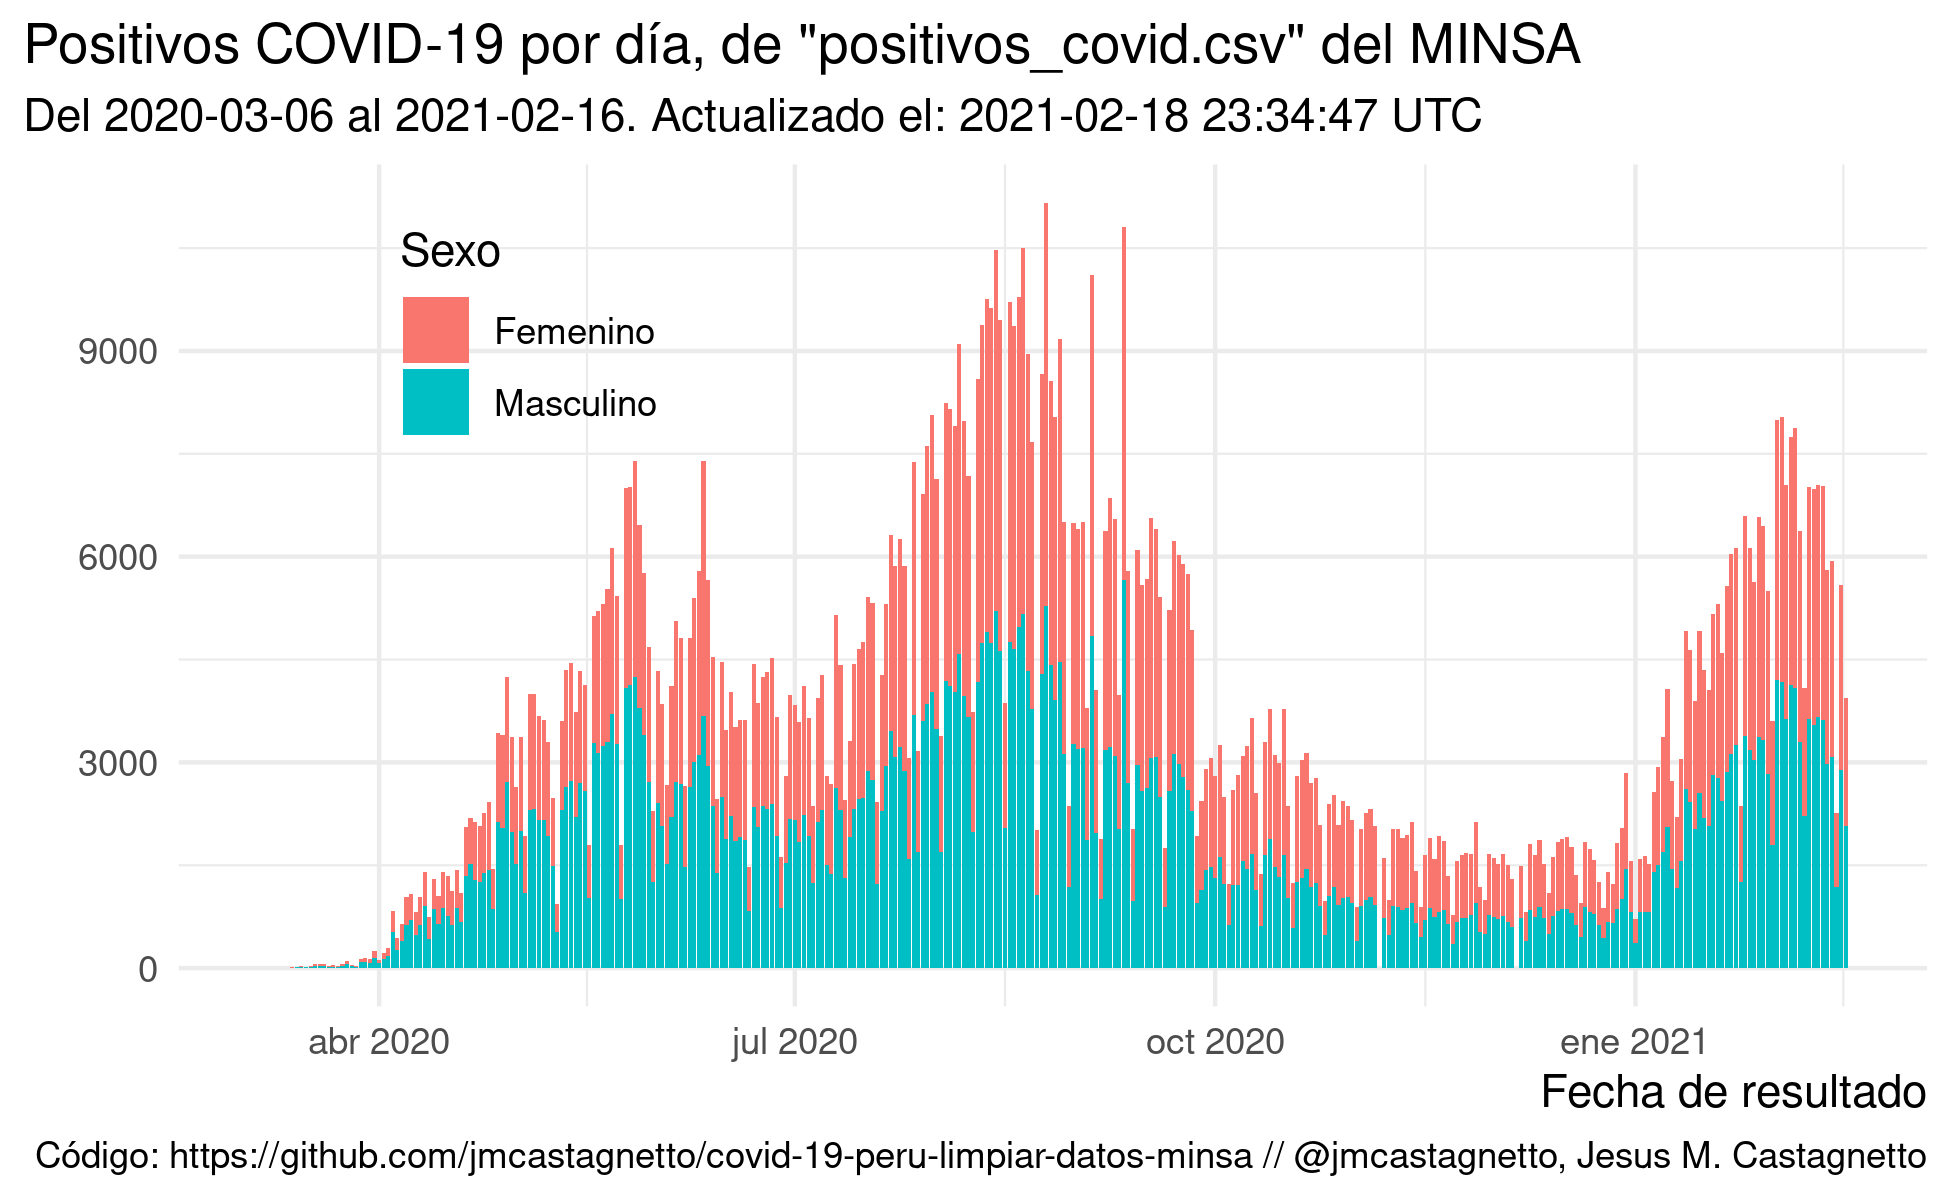 Positivos COVID-19 por día, de "positivos_covid.csv" del MINSA
Del 2020-03-06 al 2021-02-16. Actualizado el: 2021-02-18 23:34:47 UTC
Sexo
Femenino
Masculino
9000
6000
3000
0
abr 2020
jul 2020
oct 2020
ene 2021
Fecha de resultado
Código: https://github.com/jmcastagnetto/covid-19-peru-limpiar-datos-minsa // @jmcastagnetto, Jesus M. Castagnetto